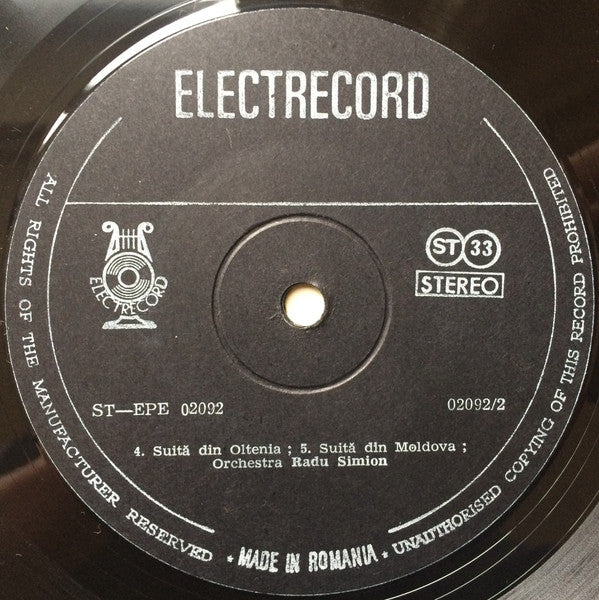 ELECTRECORD
ELECTRECORD
ST 33
STEREO
ST—EPE 02092
02092/2
4. Suită din Oltenia ; 5. Suită din Moldova ;
Orchestra Radu Simion
ALL RIGHTS OF THE MANUFACTURER RESERVED * MADE IN ROMANIA * UNAUTHORISED COPYING OF THIS RECORD PROHIBITED